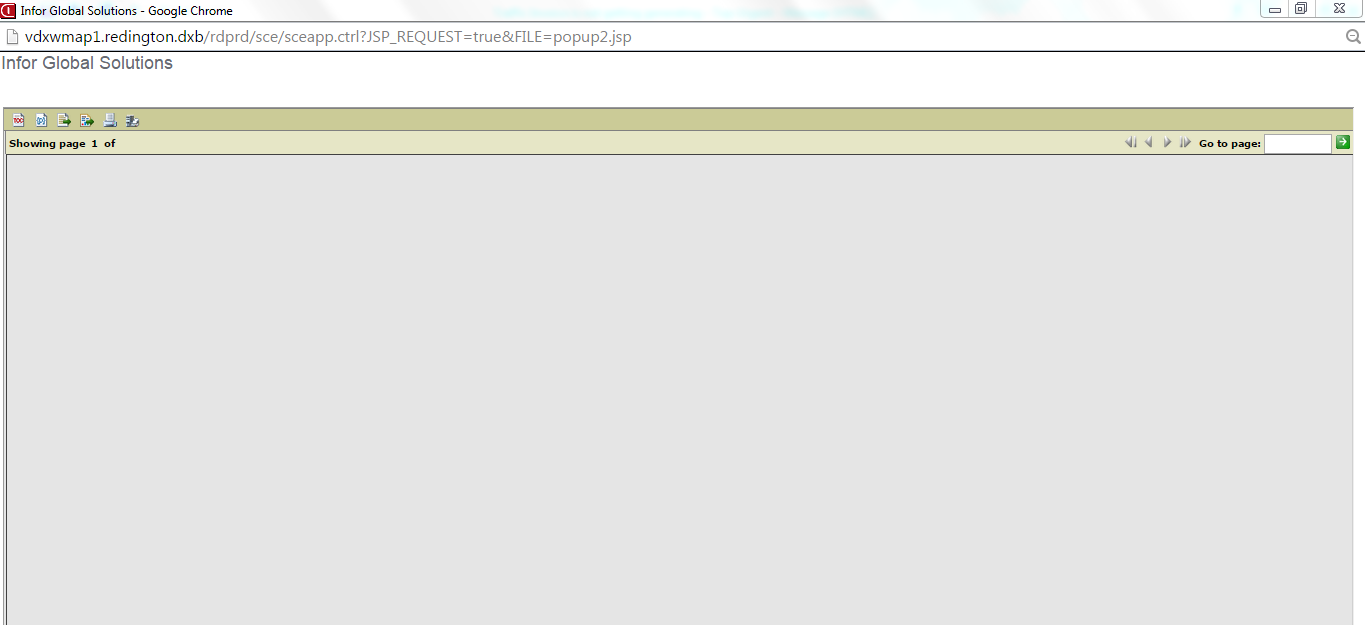 Infor Global Solutions - Google Chrome
vdxwmap1.redington.dxb/rdprd/sce/sceapp.ctrl?JSP_REQUEST=true&FILE=popup2.jsp
Infor Global Solutions
Showing page 1 of
Go to page: